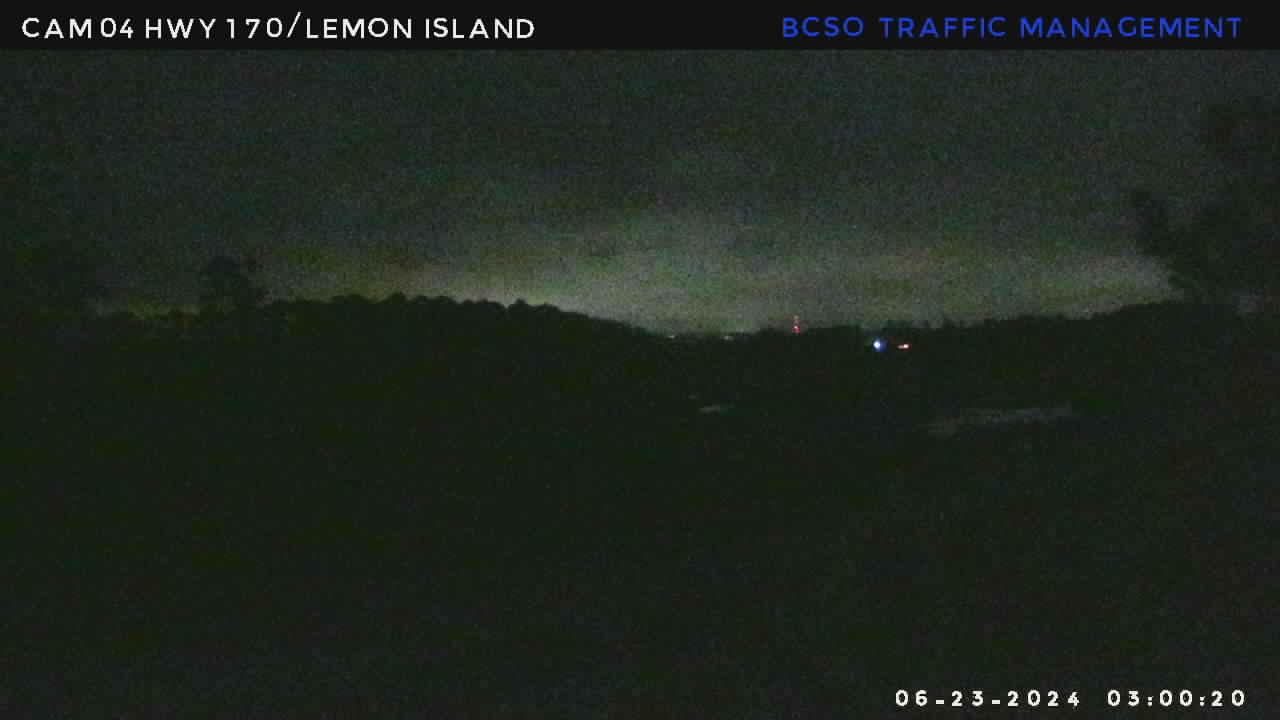 CAM04 HWY 170/LEMON ISLAND
BCSO TRAFFIC MANAGEMENT
06-23-2024 03:00:20